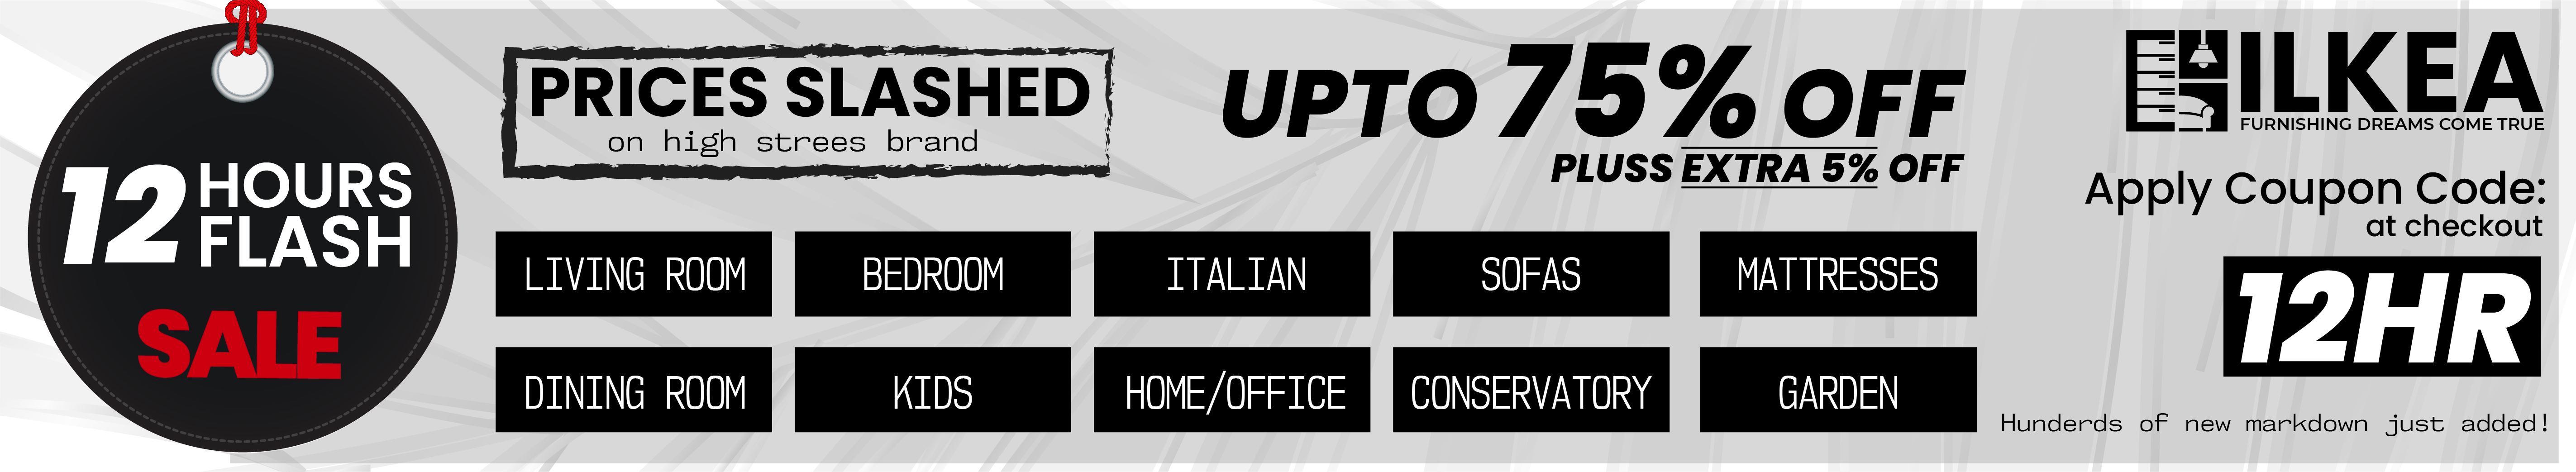 12 HOURS
FLASH
SALE
PRICES SLASHED
on high strees brand
UPTO 75% OFF
PLUSS EXTRA 5% OFF
LIVING ROOM
BEDROOM
ITALIAN
SOFAS
MATTRESSES
DINING ROOM
KIDS
HOME/OFFICE
CONSERVATORY
GARDEN
ILKEA
FURNISHING DREAMS COME TRUE
Apply Coupon Code:
at checkout
12HR
Hunderds of new markdown just added!